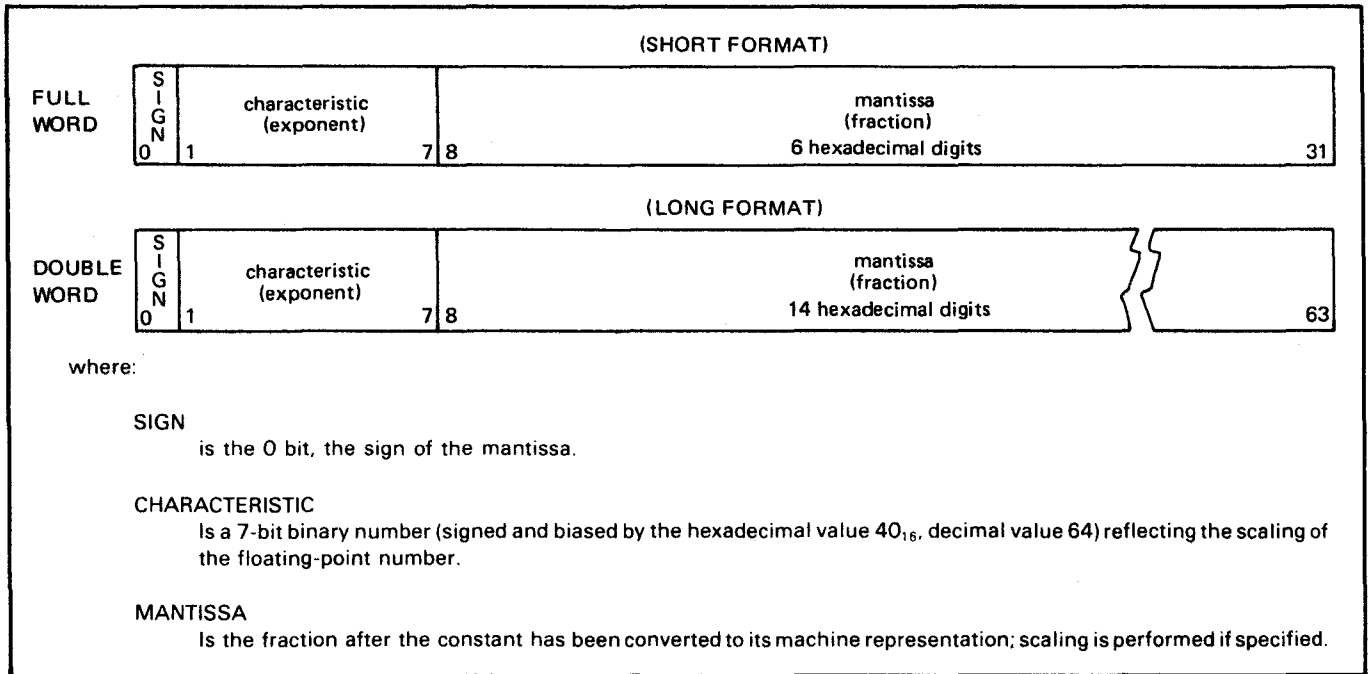 (SHORT FORMAT)
FULL
WORD
SIGN
characteristic
(exponent)
mantissa
(fraction)
6 hexadecimal digits
0 1 7 8 31
(LONG FORMAT)
DOUBLE
WORD
SIGN
characteristic
(exponent)
mantissa
(fraction)
14 hexadecimal digits
0 1 7 8 63
where:
SIGN
is the 0 bit, the sign of the mantissa.
CHARACTERISTIC
Is a 7-bit binary number (signed and biased by the hexadecimal value 40₁₆, decimal value 64) reflecting the scaling of
the floating-point number.
MANTISSA
Is the fraction after the constant has been converted to its machine representation; scaling is performed if specified.